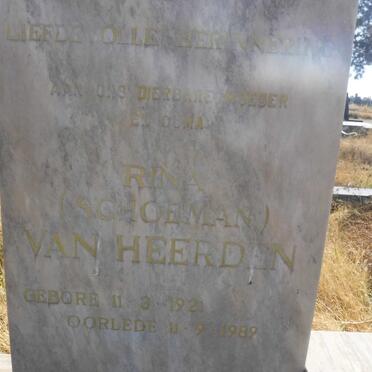 LIEFDEVOLLE HERINNERING
AAN ONS DIERBARE MOEDER
EN OUMA
RINA
(SCHOEMAN)
VAN HEERDEN
GEBORE 11 3 1921
OORLEDE 11 9 1989